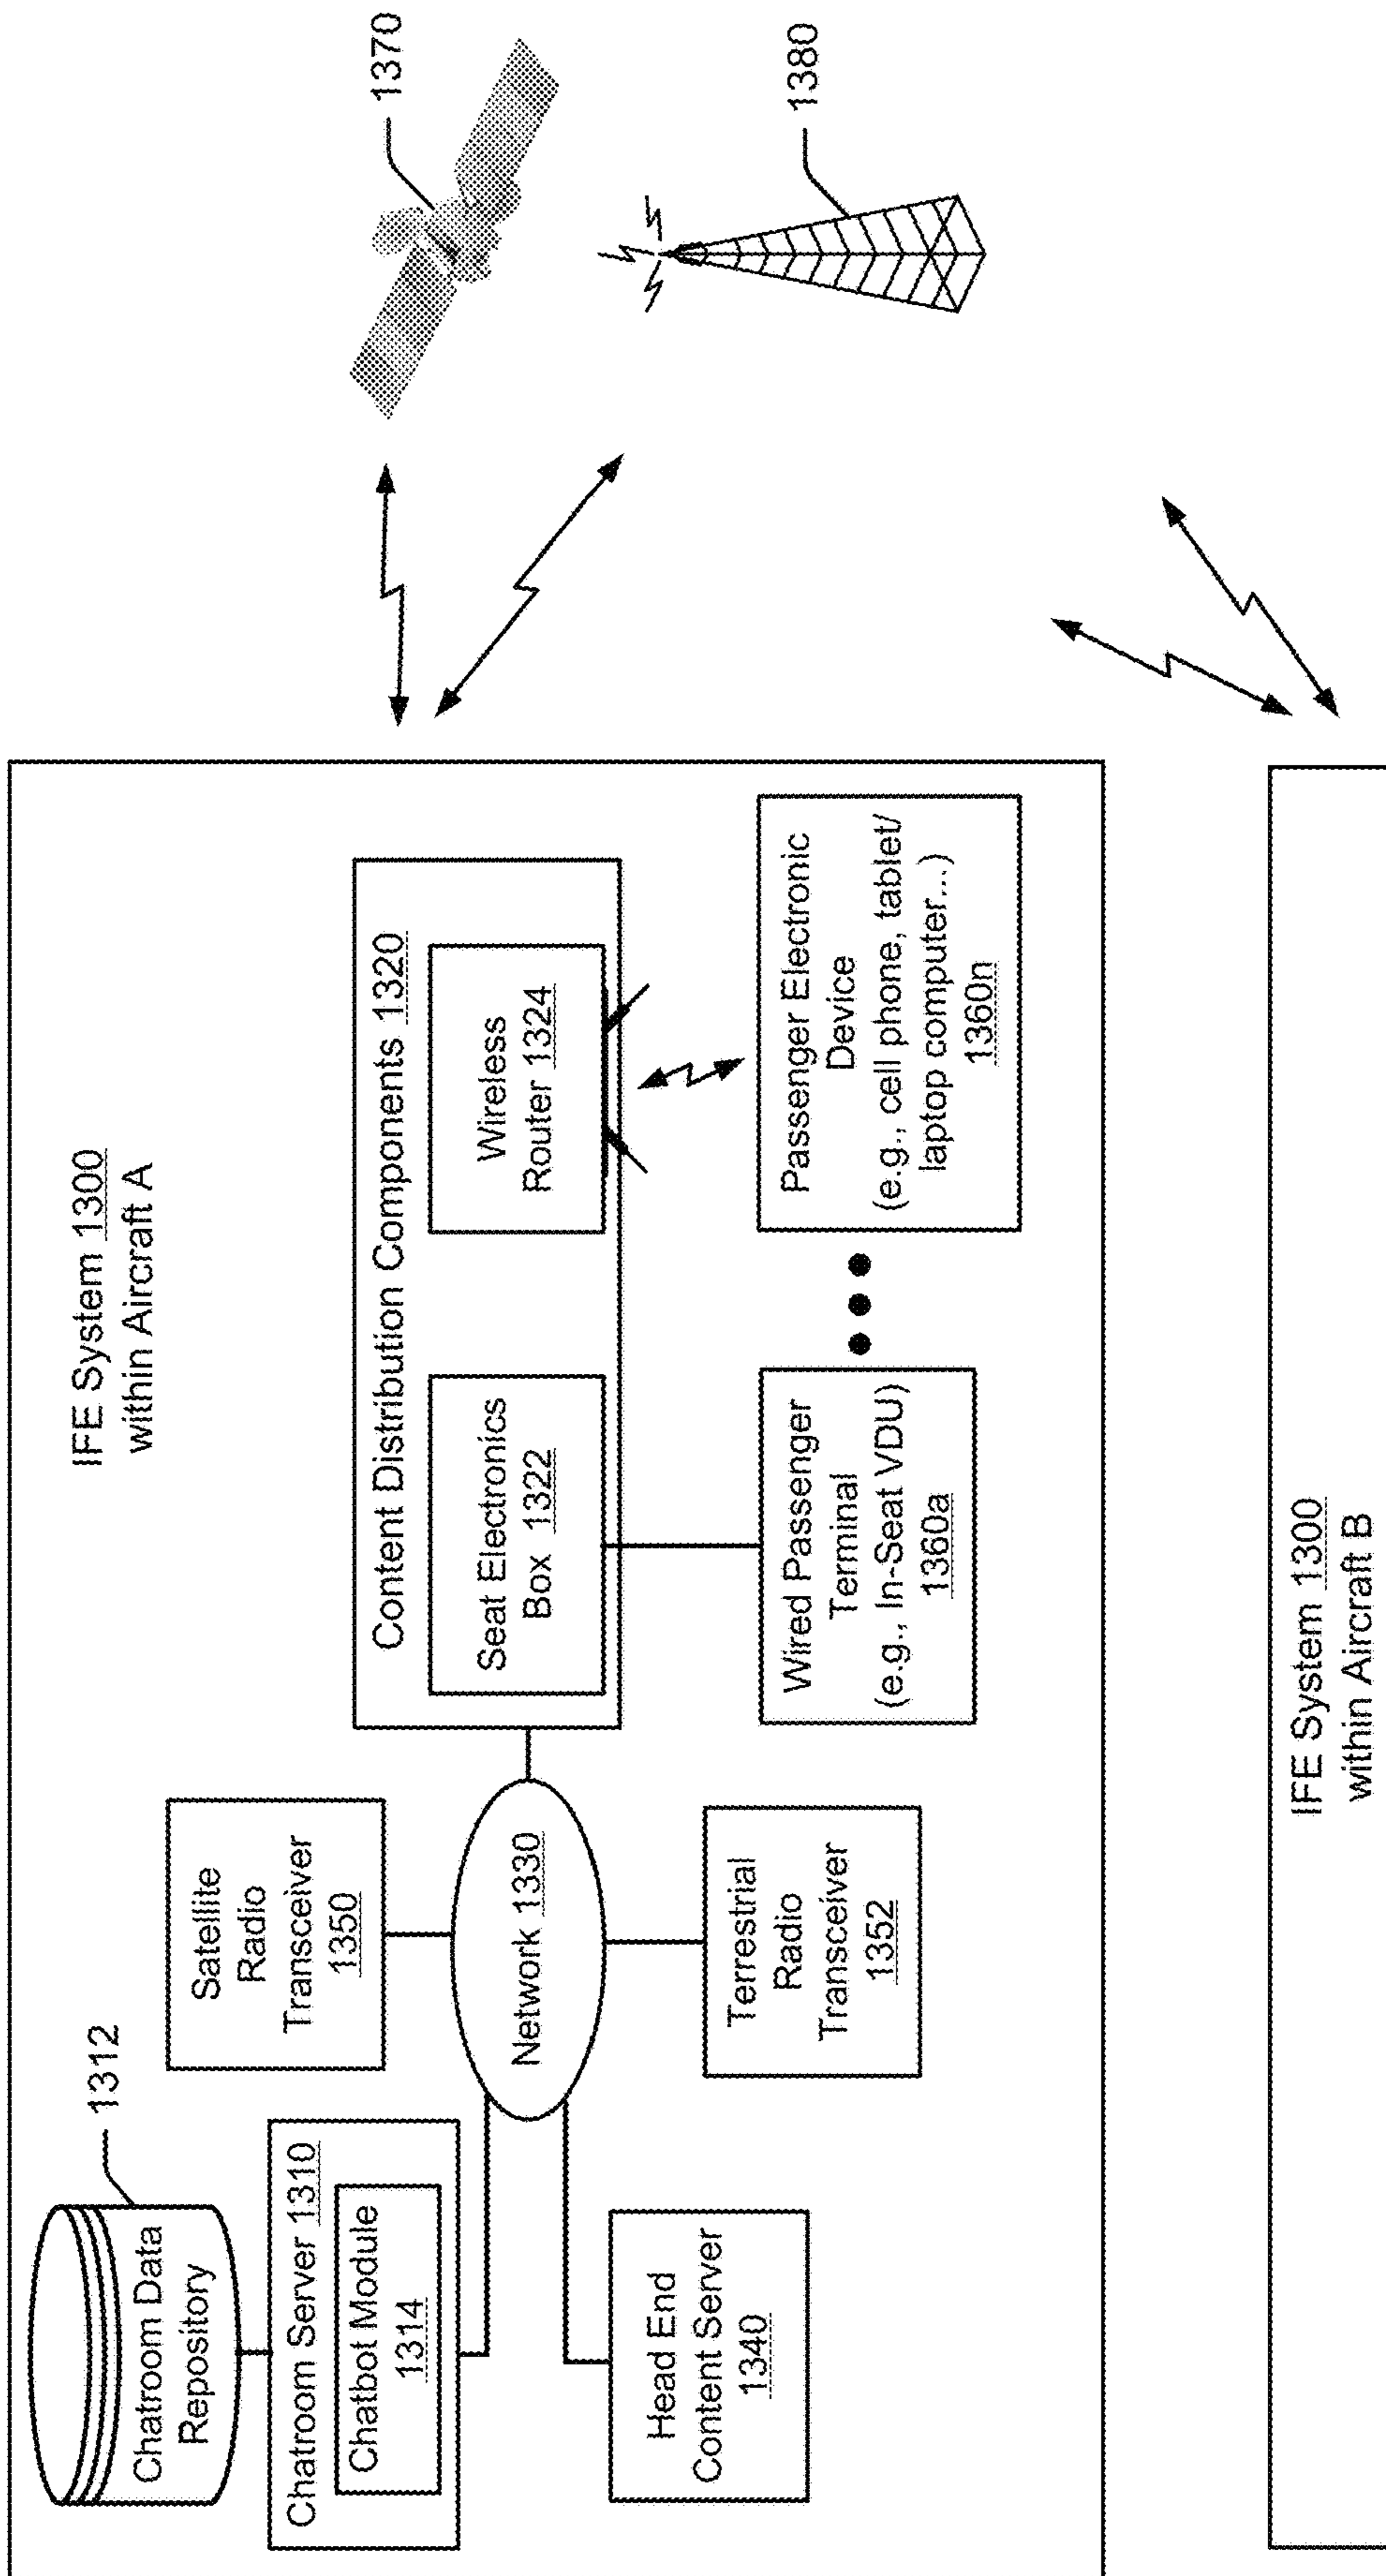 IFE System 1300
within Aircraft A
Chatroom Data
Repository
1312
Chatroom Server 1310
Chatbot Module
1314
Satellite
Radio
Transceiver
1350
Network 1330
Head End
Content Server
1340
Terrestrial
Radio
Transceiver
1352
Content Distribution Components 1320
Seat Electronics
Box 1322
Wireless
Router 1324
Wired Passenger
Terminal
(e.g., In-Seat VDU)
1360a
Passenger Electronic
Device
(e.g., cell phone, tablet/
laptop computer...)
1360n
1370
1380
IFE System 1300
within Aircraft B